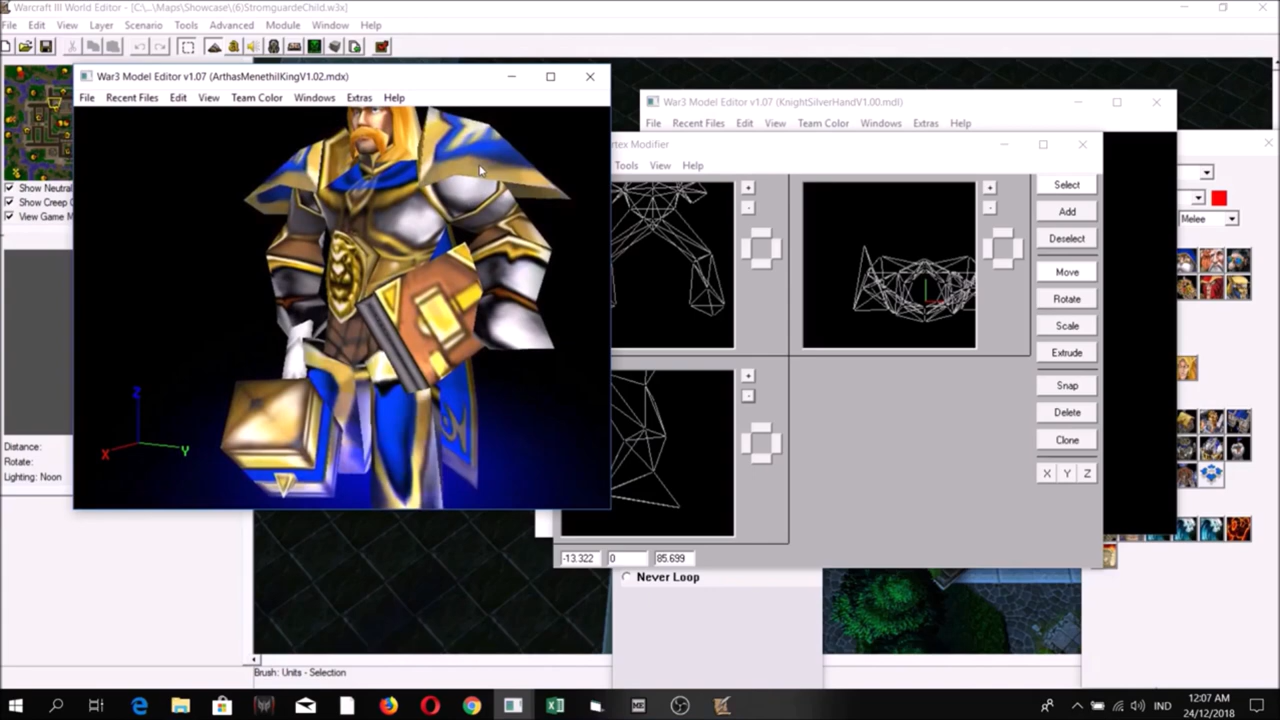 Warcraft III World Editor - [C:\...\Maps\Showcase\(6)StromguardeChild.w3x]
File Edit View Layer Scenario Tools Advanced Module Window Help
War3 Model Editor v1.07 (ArthasMenethilKingV1.02.mdx)
File Recent Files Edit View Team Color Windows Extras Help
War3 Model Editor v1.07 (KnightSilverHandV1.00.mdl)
File Recent Files Edit View Team Color Windows Extras Help
rtex Modifier
Tools View Help
Show Neutral
Show Creep C
View Game M
Melee
+
-
+
-
+
-
Select
Add
Deselect
Move
Rotate
Scale
Extrude
Snap
Delete
Clone
X Y Z
Z
X
Y
Distance:
Rotate:
Lighting: Noon
-13.322 0 85.699
Never Loop
Brush: Units - Selection
ME
IND
12:07 AM
24/12/2018